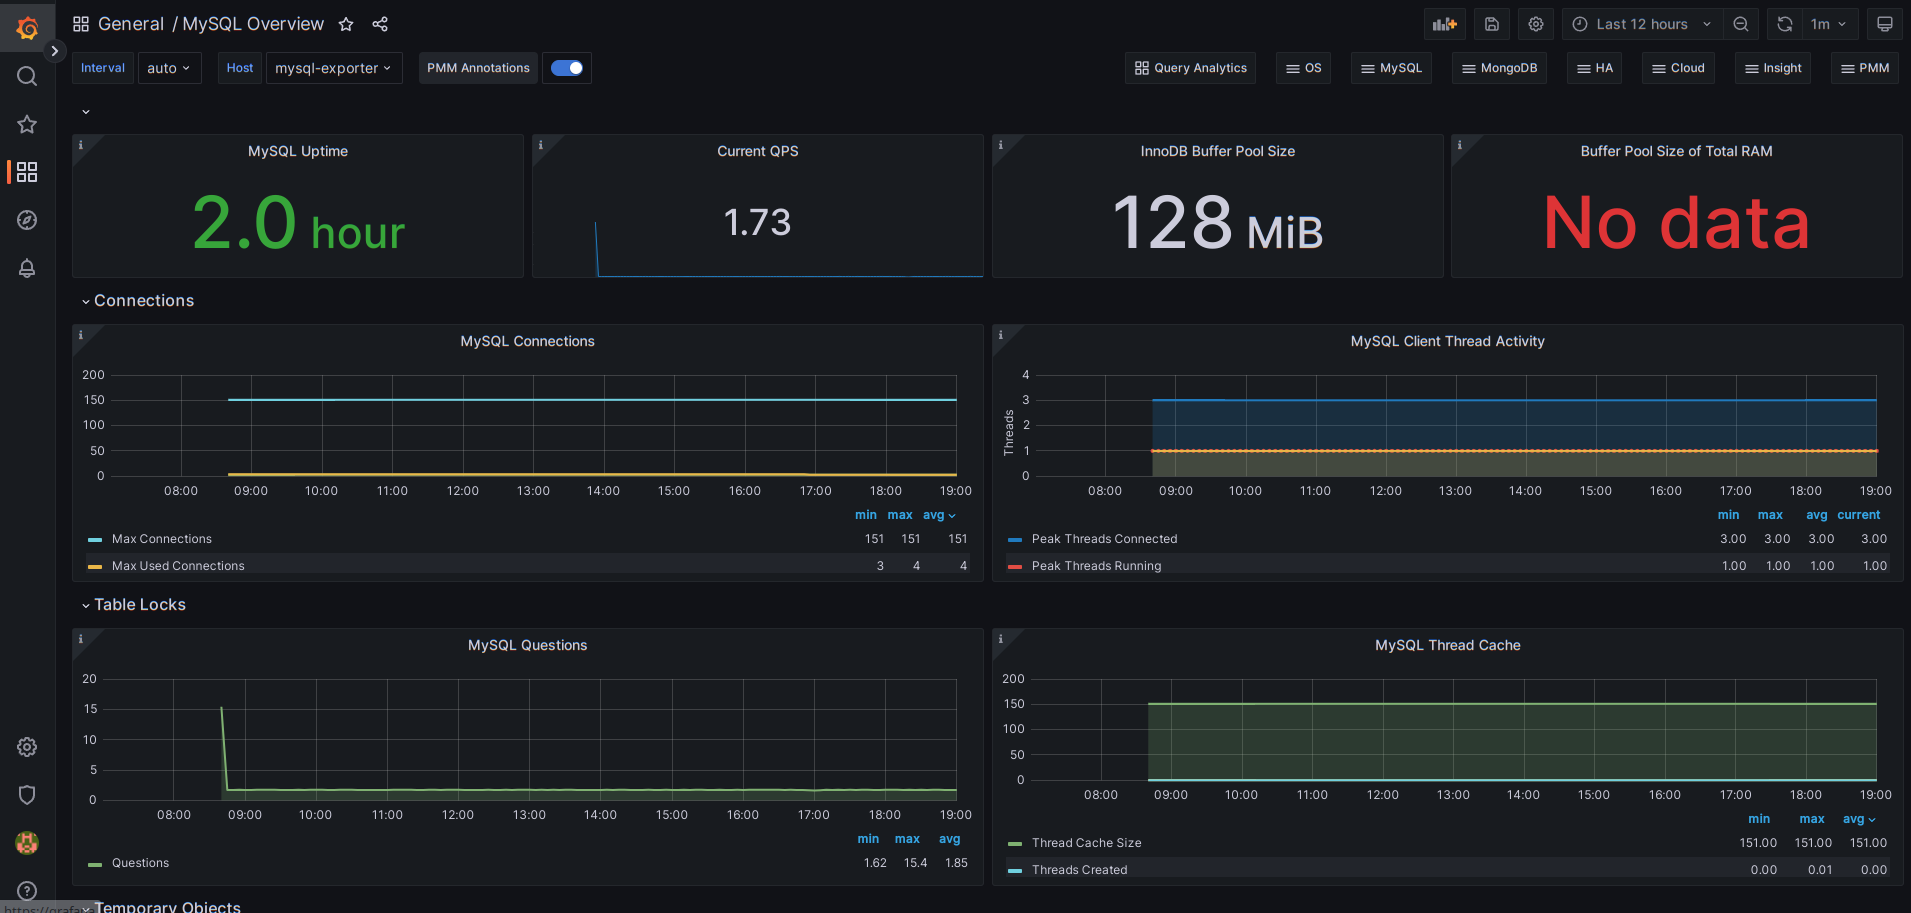 General / MySQL Overview
Last 12 hours
1m
Interval
auto
Host
mysql-exporter
PMM Annotations
Query Analytics
OS
MySQL
MongoDB
HA
Cloud
Insight
PMM
MySQL Uptime
2.0 hour
Current QPS
1.73
InnoDB Buffer Pool Size
128 MiB
Buffer Pool Size of Total RAM
No data
Connections
MySQL Connections
200
150
100
50
0
08:00 09:00 10:00 11:00 12:00 13:00 14:00 15:00 16:00 17:00 18:00 19:00
min max avg
Max Connections 151 151 151
Max Used Connections 3 4 4
MySQL Client Thread Activity
Threads
4
3
2
1
0
08:00 09:00 10:00 11:00 12:00 13:00 14:00 15:00 16:00 17:00 18:00 19:00
min max avg current
Peak Threads Connected 3.00 3.00 3.00 3.00
Peak Threads Running 1.00 1.00 1.00 1.00
Table Locks
MySQL Questions
20
15
10
5
0
08:00 09:00 10:00 11:00 12:00 13:00 14:00 15:00 16:00 17:00 18:00 19:00
min max avg
Questions 1.62 15.4 1.85
MySQL Thread Cache
200
150
100
50
0
08:00 09:00 10:00 11:00 12:00 13:00 14:00 15:00 16:00 17:00 18:00 19:00
min max avg
Thread Cache Size 151.00 151.00 151.00
Threads Created 0.00 0.01 0.00
Temporary Objects